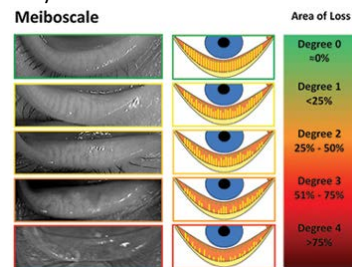 Meiboscale
Area of Loss
Degree 0
≈0%
Degree 1
<25%
Degree 2
25% - 50%
Degree 3
51% - 75%
Degree 4
>75%